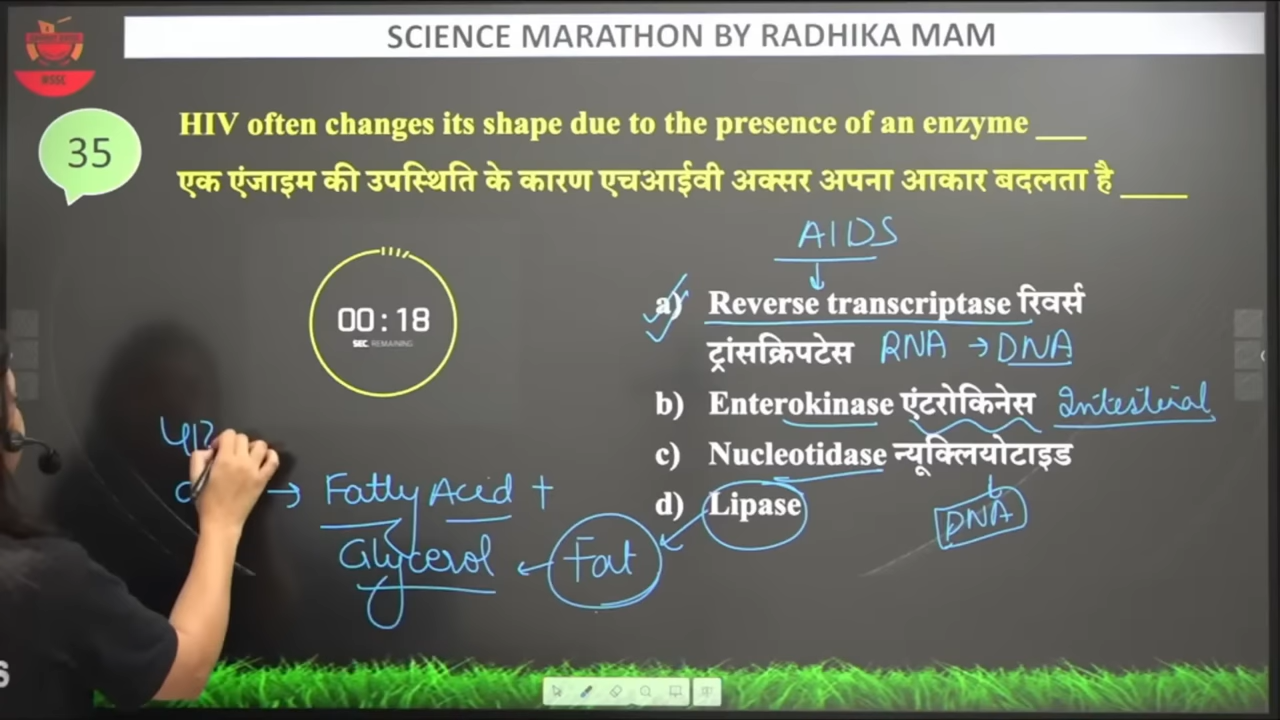 SCIENCE MARATHON BY RADHIKA MAM
35
HIV often changes its shape due to the presence of an enzyme ___
एक एंजाइम की उपस्थिति के कारण एचआईवी अक्सर अपना आकार बदलता है ____
AIDS
00:18
SEC. REMAINING
a) Reverse transcriptase रिवर्स
ट्रांसक्रिपटेस RNA → DNA
b) Enterokinase एंटरोकिनेस Intestinal
c) Nucleotidase न्यूक्लियोटाइड
d) Lipase
DNA
→ Fatty Acid +
Glycerol ← Fat